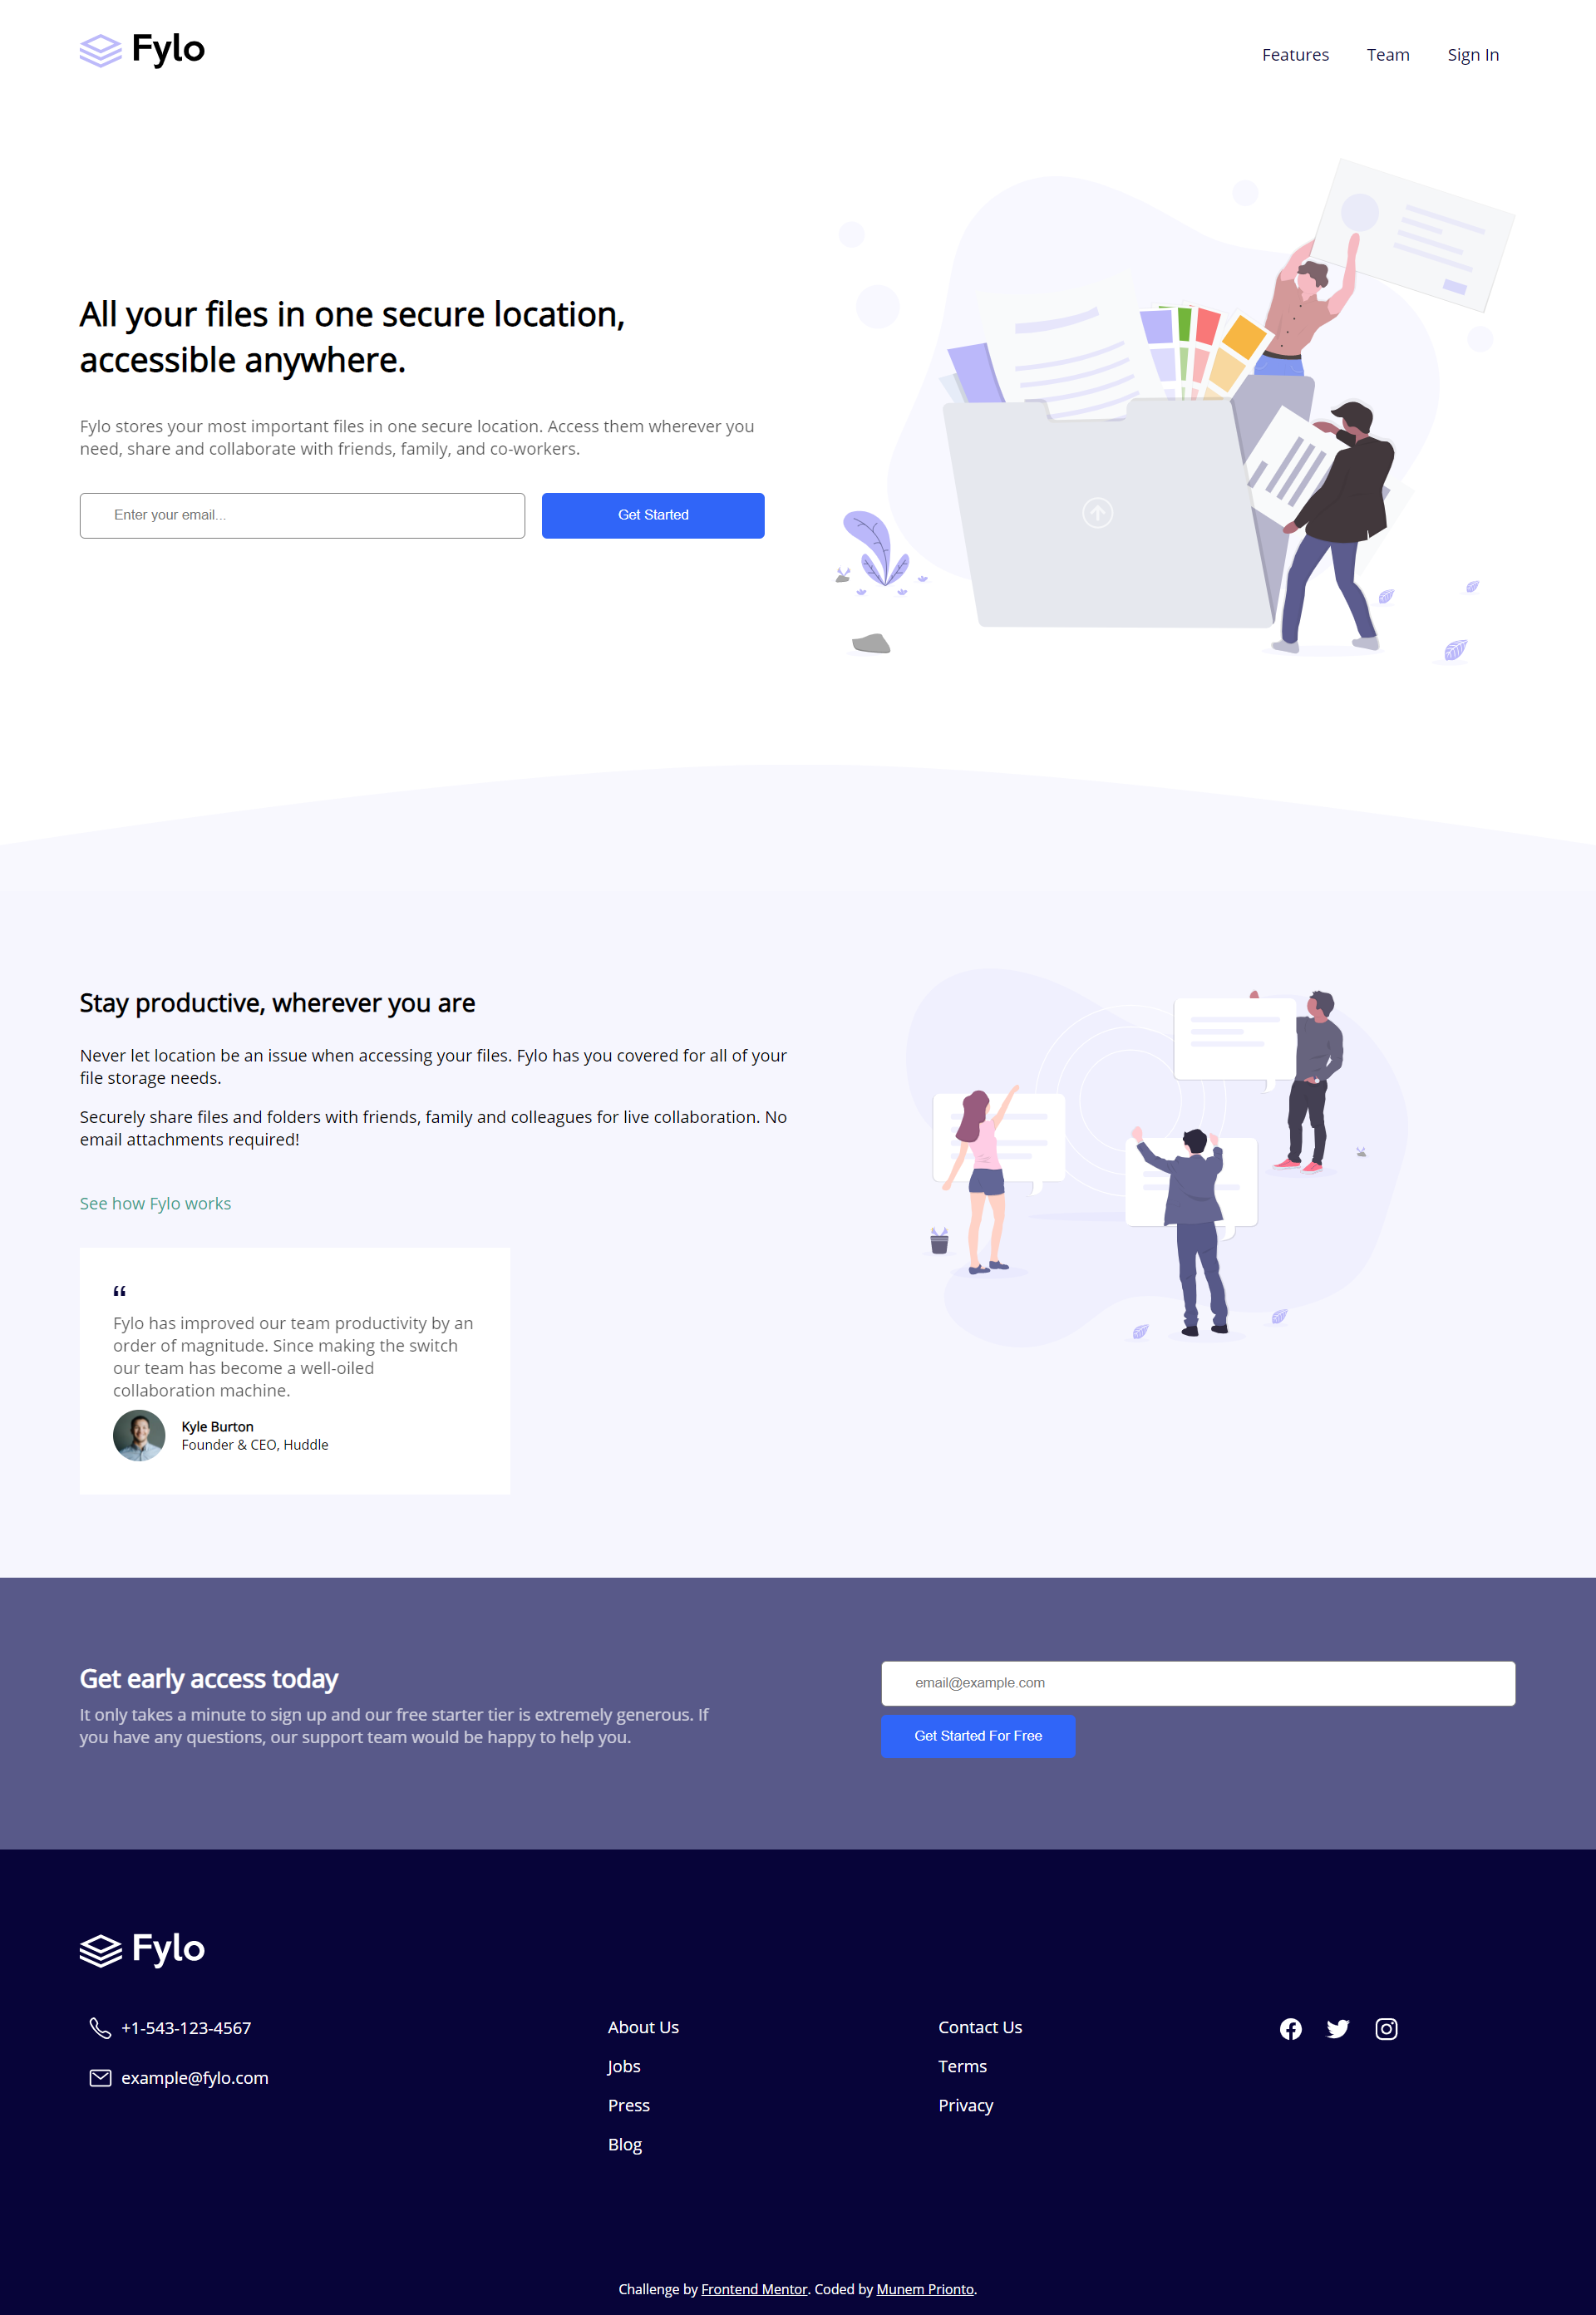 Fylo
Features Team Sign In
All your files in one secure location,
accessible anywhere.
Fylo stores your most important files in one secure location. Access them wherever you
need, share and collaborate with friends, family, and co-workers.
Enter your email...
Get Started
Stay productive, wherever you are
Never let location be an issue when accessing your files. Fylo has you covered for all of your
file storage needs.
Securely share files and folders with friends, family and colleagues for live collaboration. No
email attachments required!
See how Fylo works
“
Fylo has improved our team productivity by an
order of magnitude. Since making the switch
our team has become a well-oiled
collaboration machine.
Kyle Burton
Founder & CEO, Huddle
Get early access today
It only takes a minute to sign up and our free starter tier is extremely generous. If
you have any questions, our support team would be happy to help you.
email@example.com
Get Started For Free
Fylo
+1-543-123-4567
example@fylo.com
About Us
Jobs
Press
Blog
Contact Us
Terms
Privacy
Challenge by Frontend Mentor. Coded by Munem Prionto.